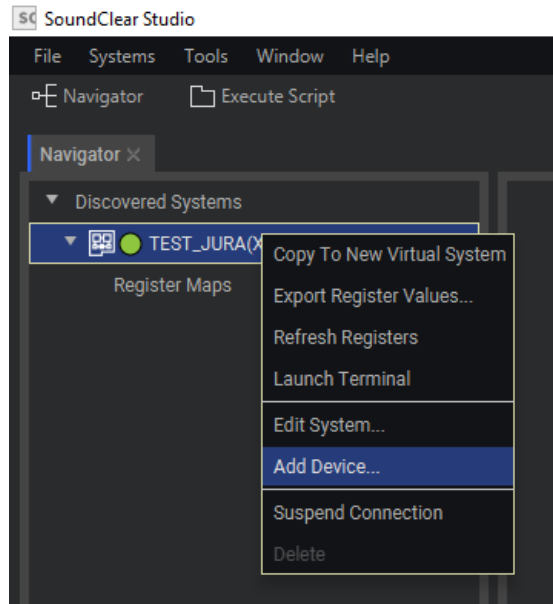 SoundClear Studio
File Systems Tools Window Help
Navigator Execute Script
Navigator
Discovered Systems
TEST_JURA(X
Register Maps
Copy To New Virtual System
Export Register Values...
Refresh Registers
Launch Terminal
Edit System...
Add Device...
Suspend Connection
Delete